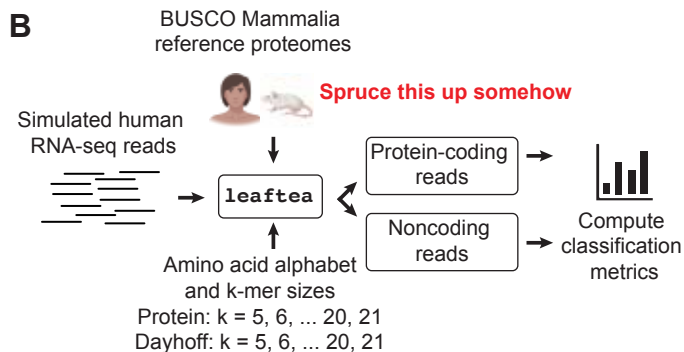 B
BUSCO Mammalia
reference proteomes
Spruce this up somehow
Simulated human
RNA-seq reads
leaftea
Protein-coding
reads
Noncoding
reads
Compute
classification
metrics
Amino acid alphabet
and k-mer sizes
Protein: k = 5, 6, ... 20, 21
Dayhoff: k = 5, 6, ... 20, 21